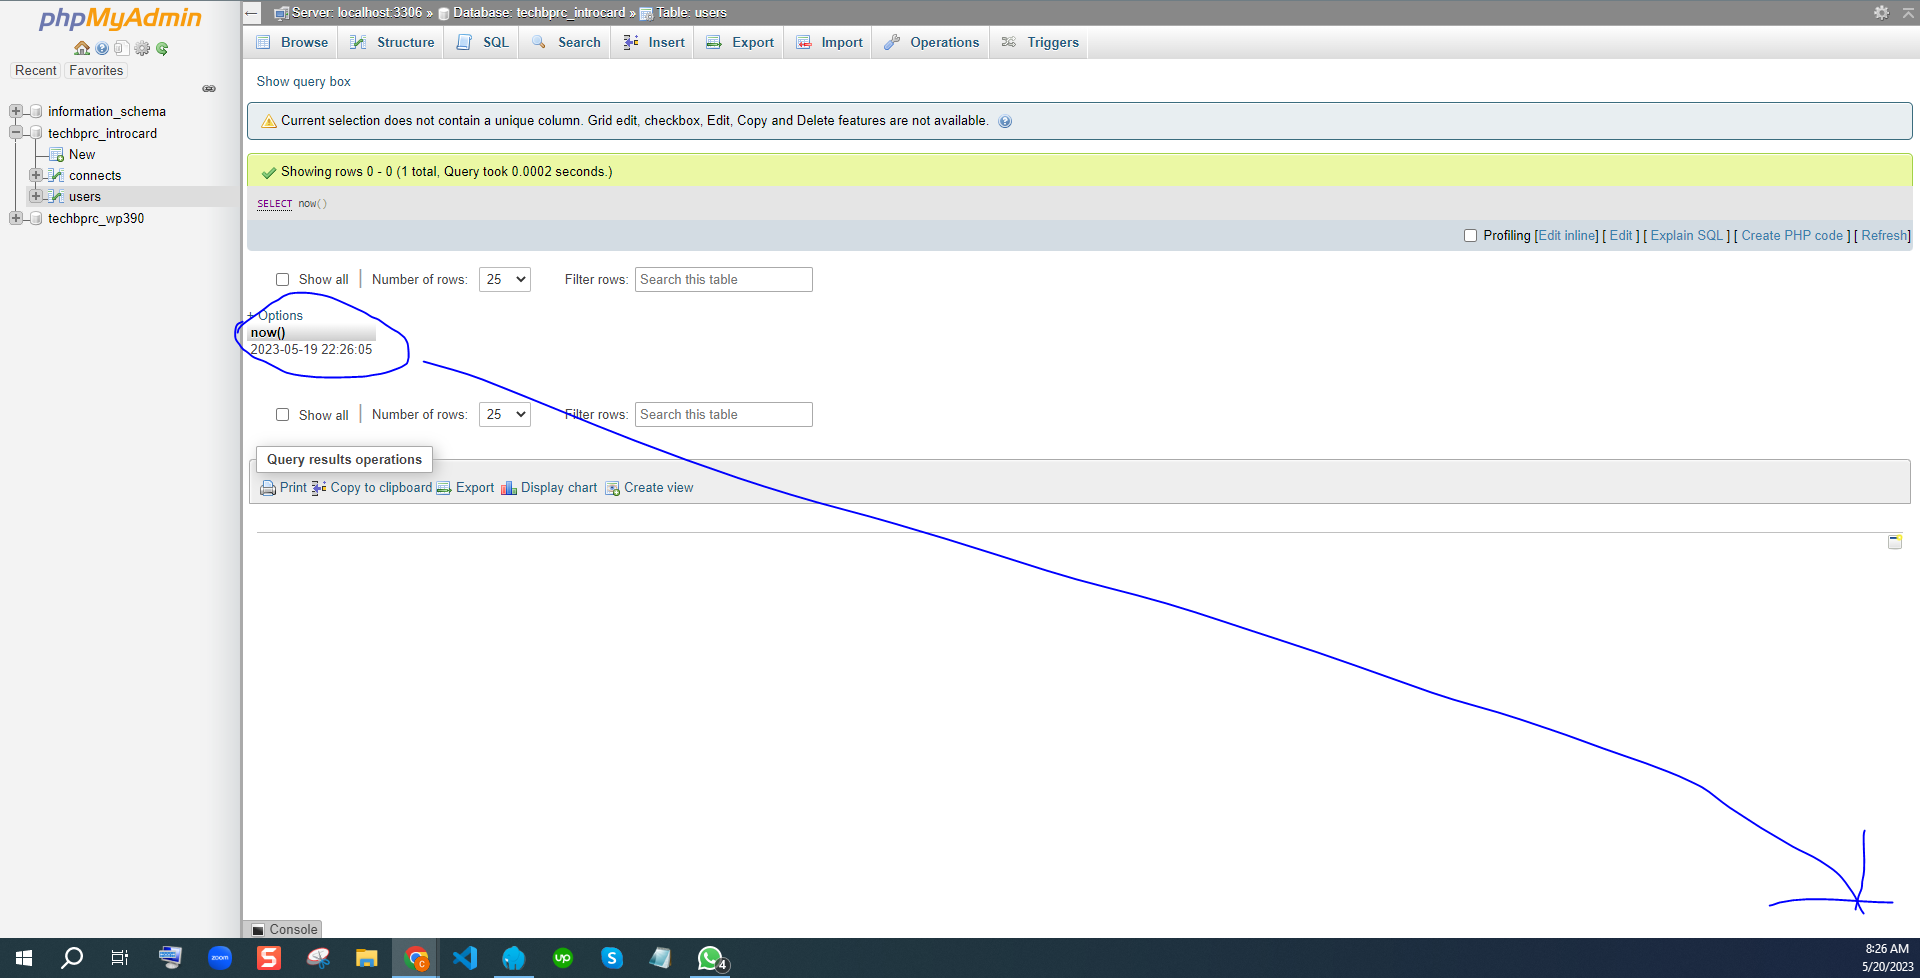 phpMyAdmin
Recent Favorites
information_schema
techbprc_introcard
New
connects
users
techbprc_wp390
Server: localhost:3306 » Database: techbprc_introcard » Table: users
Browse Structure SQL Search Insert Export Import Operations Triggers
Show query box
Current selection does not contain a unique column. Grid edit, checkbox, Edit, Copy and Delete features are not available.
Showing rows 0 - 0 (1 total, Query took 0.0002 seconds.)
SELECT now()
Profiling [Edit inline] [ Edit ] [ Explain SQL ] [ Create PHP code ] [ Refresh]
Show all Number of rows: 25 Filter rows: Search this table
+ Options
now()
2023-05-19 22:26:05
Show all Number of rows: 25 Filter rows: Search this table
Query results operations
Print Copy to clipboard Export Display chart Create view
Console
zoom S up S 4
8:26 AM
5/20/2023